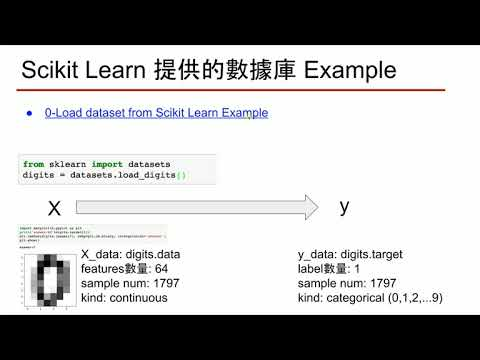 Scikit Learn 提供的數據庫 Example
0-Load dataset from Scikit Learn Example
from sklearn import datasets
digits = datasets.load_digits()
X
y
X_data: digits.data
features數量: 64
sample num: 1797
kind: continuous
y_data: digits.target
label數量: 1
sample num: 1797
kind: categorical (0,1,2,...9)